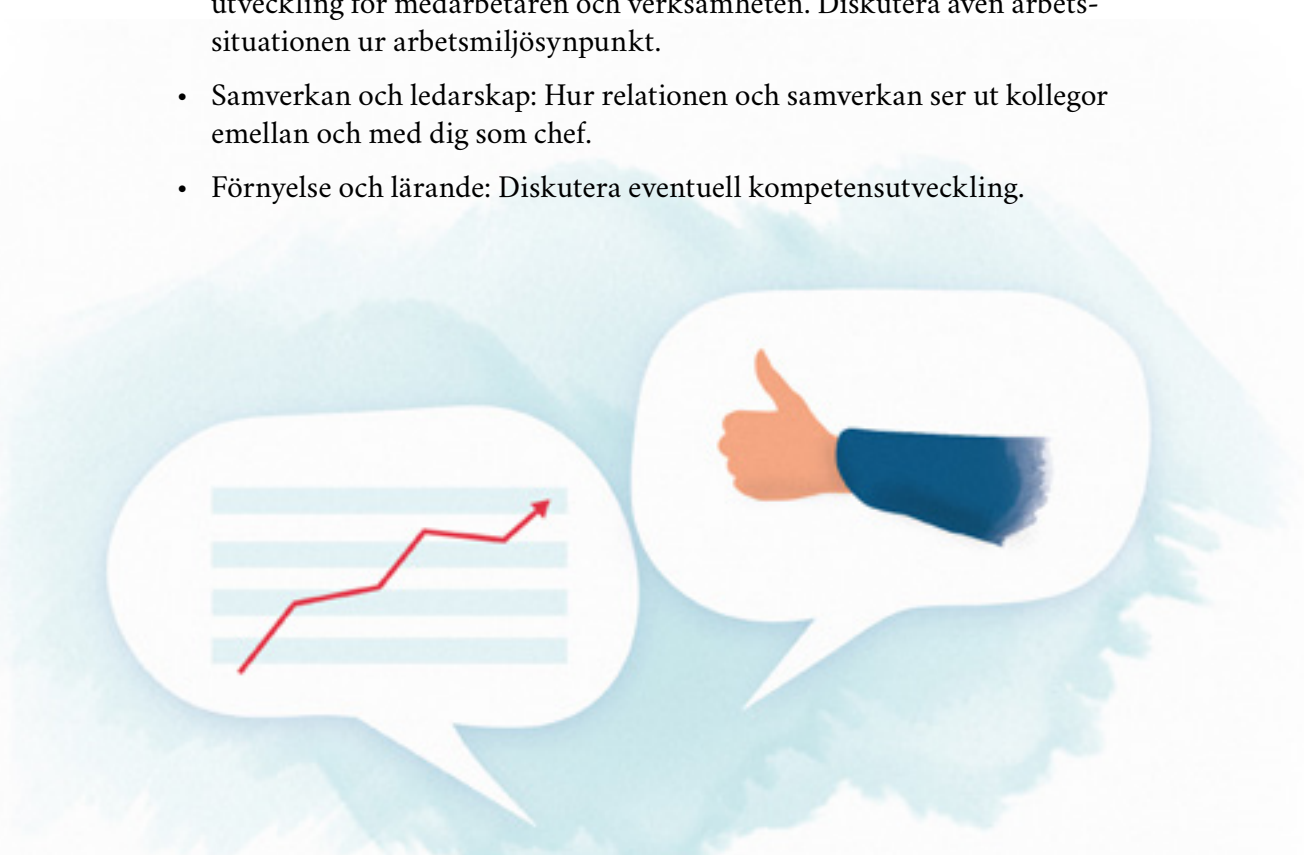 utveckling för medarbetaren och verksamheten. Diskutera även arbets-
situationen ur arbetsmiljösynpunkt.
• Samverkan och ledarskap: Hur relationen och samverkan ser ut kollegor
emellan och med dig som chef.
• Förnyelse och lärande: Diskutera eventuell kompetensutveckling.